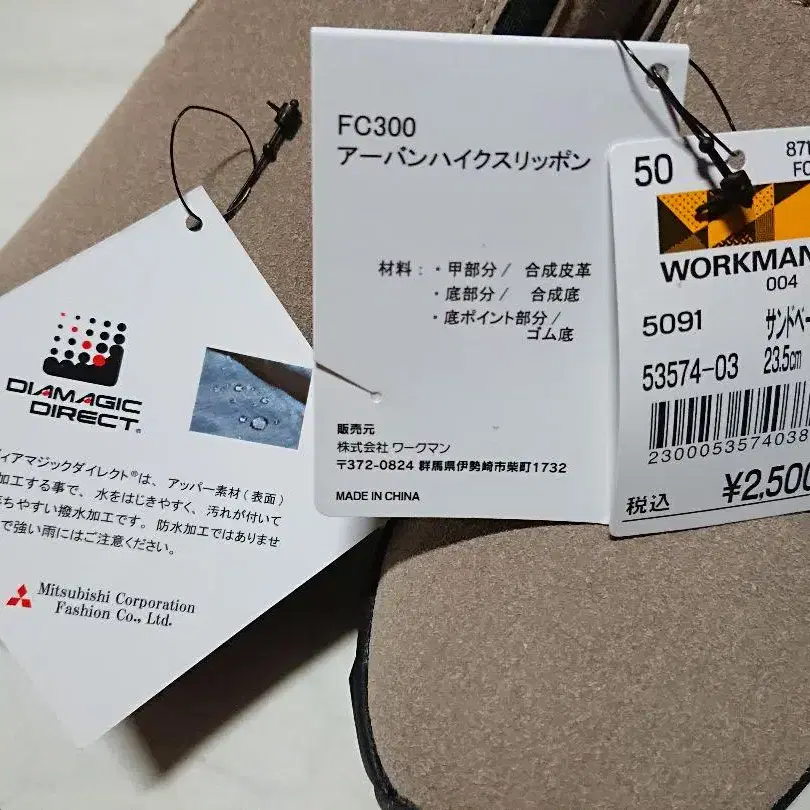 FC300
アーバンハイクスリッポン
材料：・甲部分/ 合成皮革
・底部分/ 合成底
・底ポイント部分/
ゴム底
販売元
株式会社 ワークマン
〒372-0824 群馬県伊勢崎市柴町1732
MADE IN CHINA
50
871
FC
WORKMAN
004
5091 サンドベー
53574-03 23.5cm
2300053574038
税込 ¥2,500
DIAMAGIC
DIRECT®
ィアマジックダイレクト®は、アッパー素材(表面)
加工する事で、水をはじきやすく、汚れが付いて
落ちやすい撥水加工です。防水加工ではありませ
で強い雨にはご注意ください。
Mitsubishi Corporation
Fashion Co., Ltd.